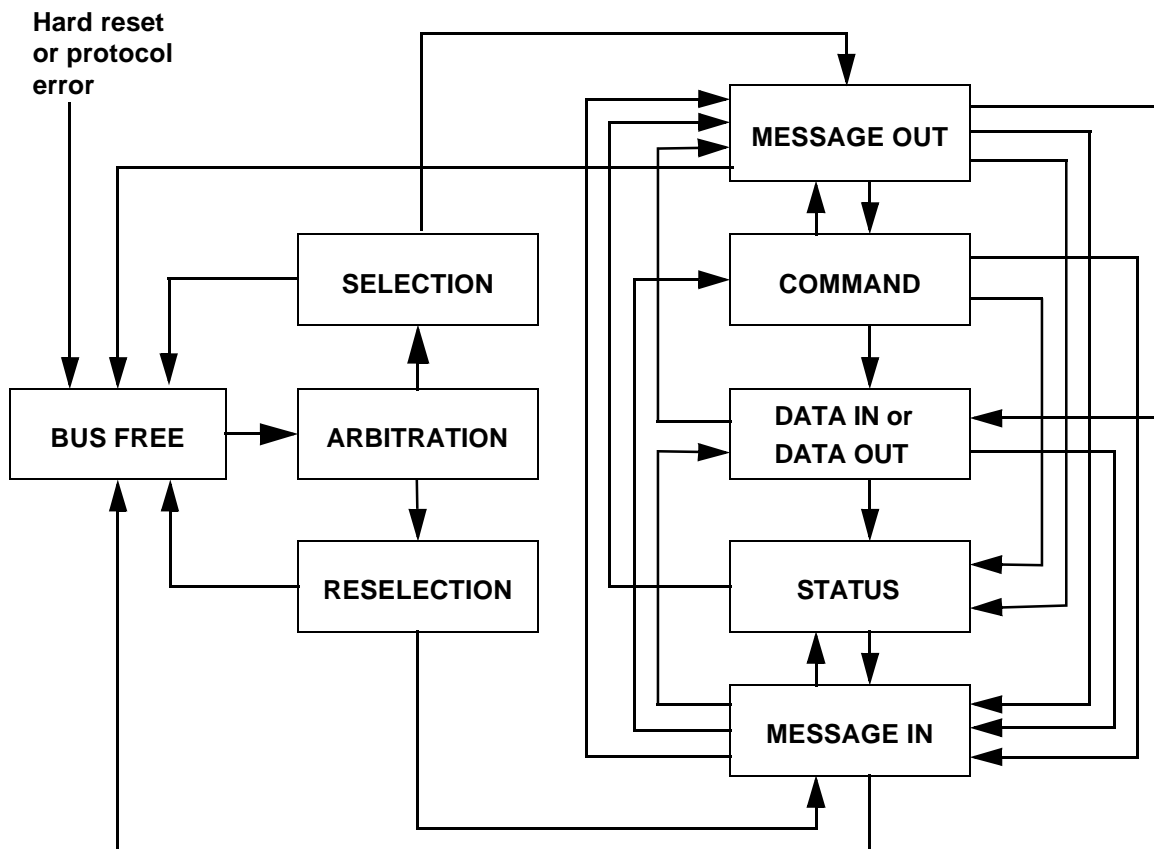 Hard reset
or protocol
error
MESSAGE OUT
SELECTION
COMMAND
BUS FREE
ARBITRATION
DATA IN or
DATA OUT
RESELECTION
STATUS
MESSAGE IN